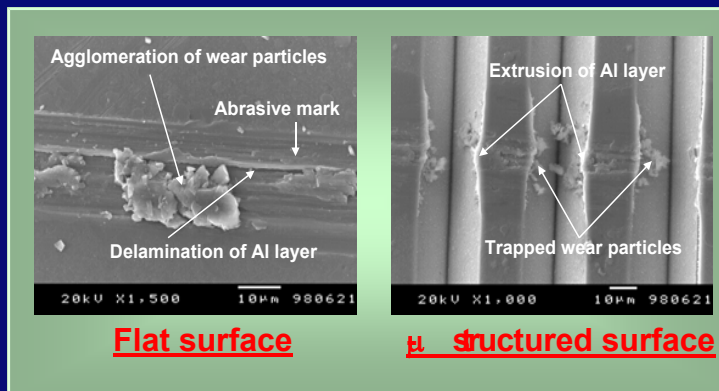 Agglomeration of wear particles
Abrasive mark
Delamination of Al layer
20kV X1,500 10µm 980621
Flat surface
Extrusion of Al layer
Trapped wear particles
20kV X1,000 10µm 980621
µ structured surface